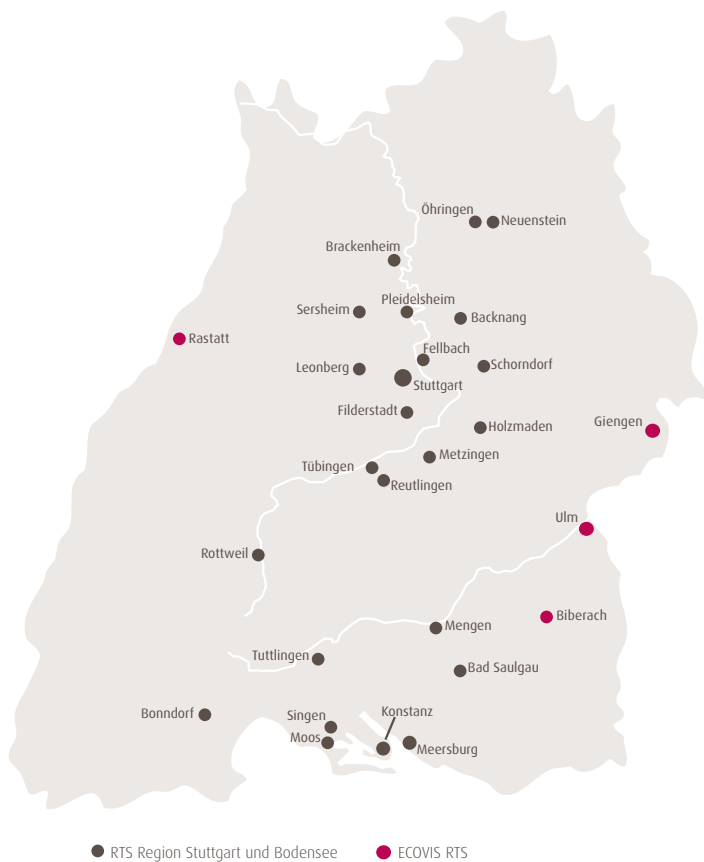 Öhringen
Neuenstein
Brackenheim
Sersheim
Pleidelsheim
Backnang
Rastatt
Fellbach
Leonberg
Schorndorf
Stuttgart
Filderstadt
Giengen
Holzmaden
Metzingen
Tübingen
Reutlingen
Ulm
Rottweil
Biberach
Mengen
Tuttlingen
Bad Saulgau
Bonndorf
Singen
Konstanz
Moos
Meersburg
RTS Region Stuttgart und Bodensee
ECOVIS RTS